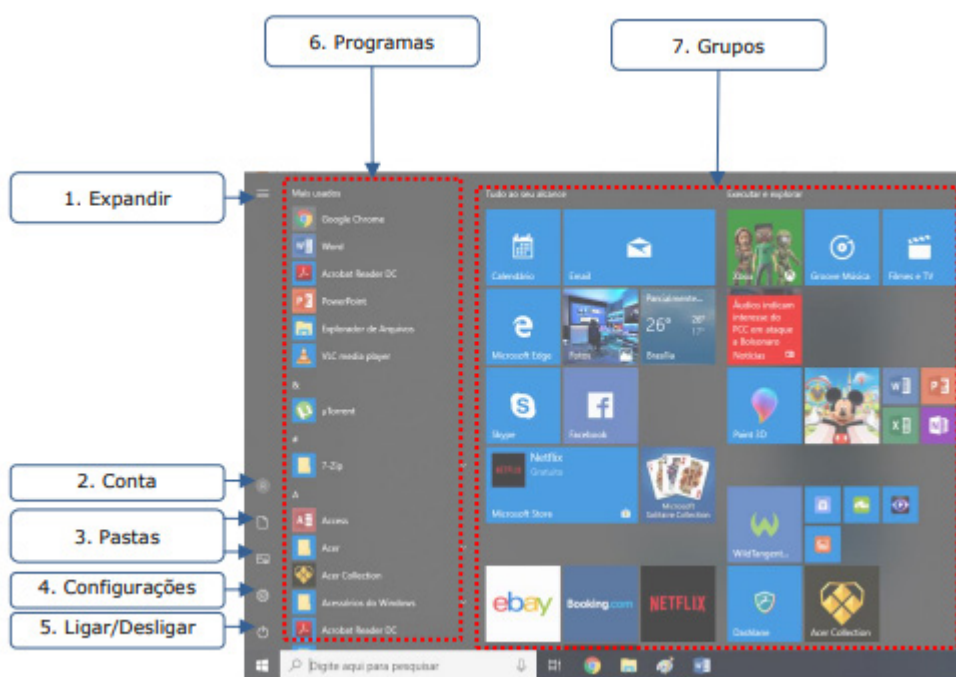 6. Programas
7. Grupos
1. Expandir
2. Conta
3. Pastas
4. Configurações
5. Ligar/Desligar
Mais usados
Google Chrome
Word
Acrobat Reader DC
PowerPoint
Explorador de Arquivos
VLC media player
&
µTorrent
#
7-Zip
A
Access
Acer
Acer Collection
Acessórios do Windows
Acrobat Reader DC
Tudo ao seu alcance
Calendário
Email
Microsoft Edge
Fotos
Parcialmente...
26°
28°
17°
Brasília
Skype
Facebook
Netflix
Gratuito
NETFLIX
Microsoft Store
Microsoft
Solitaire Collection
ebay
Booking.com
NETFLIX
Executar e explorar
Xbox
Groove Música
Filmes e TV
Áudios indicam
interesse do
PCC em ataque
a Bolsonaro
Notícias
Paint 3D
WildTangent...
Dashlane
Acer Collection
Digite aqui para pesquisar